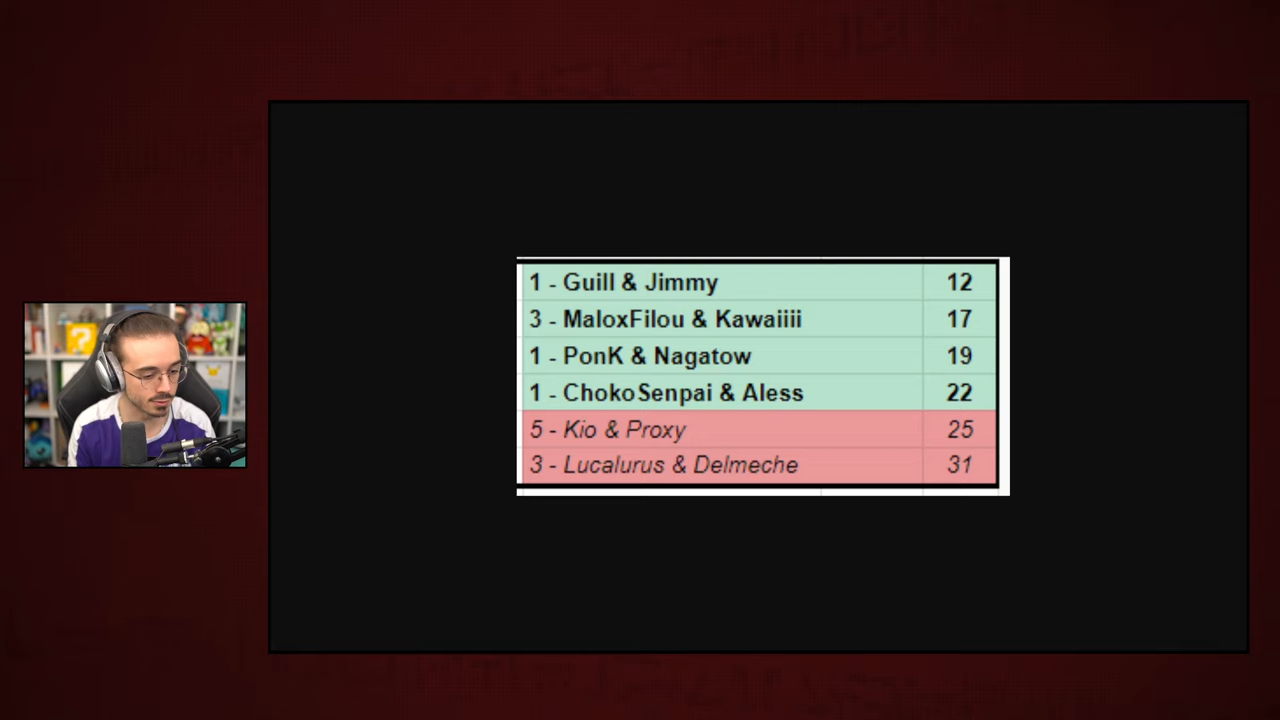 1 - Guill & Jimmy 12
3 - MaloxFilou & Kawaiiii 17
1 - PonK & Nagatow 19
1 - ChokoSenpai & Aless 22
5 - Kio & Proxy 25
3 - Lucalurus & Delmeche 31